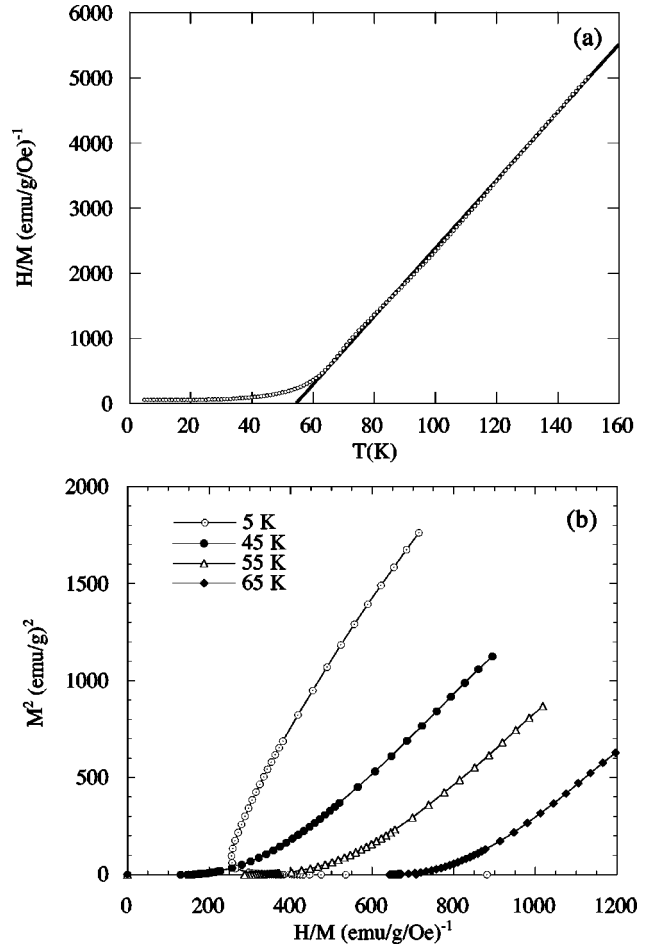 (a)
H/M (emu/g/Oe)⁻¹
6000
5000
4000
3000
2000
1000
0
0 20 40 60 80 100 120 140 160
T(K)
(b)
M² (emu/g)²
2000
1500
1000
500
0
5 K
45 K
55 K
65 K
0 200 400 600 800 1000 1200
H/M (emu/g/Oe)⁻¹